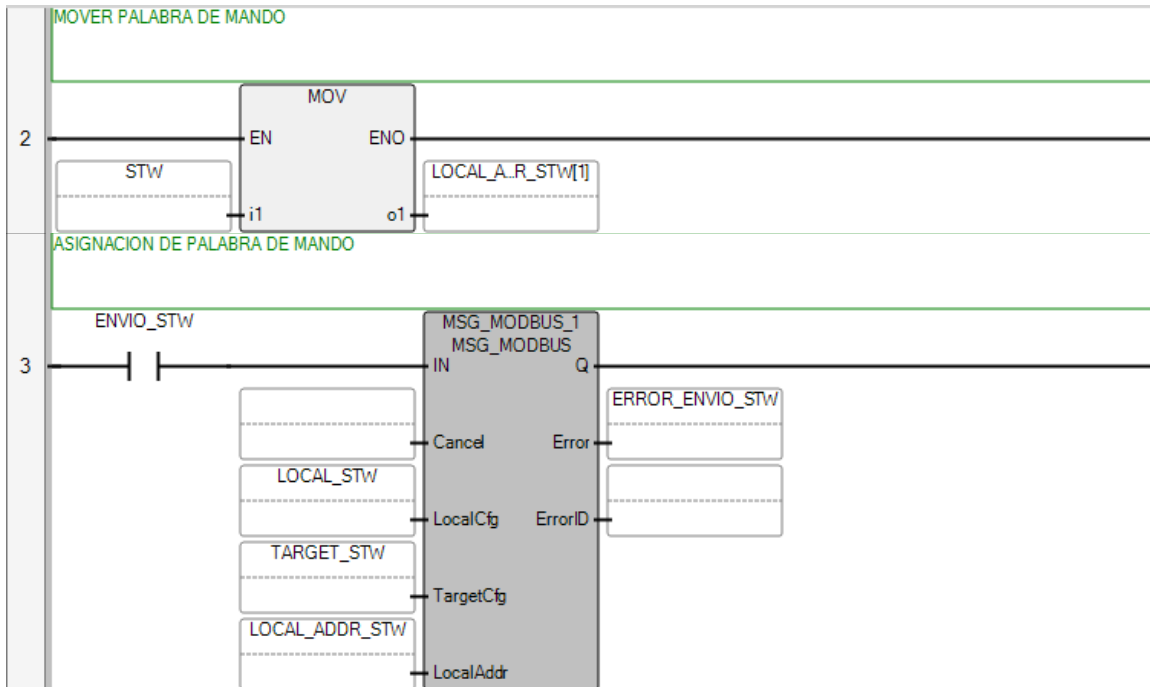 MOVER PALABRA DE MANDO
MOV
2
EN ENO
STW LOCAL_A..R_STW[1]
i1 o1
ASIGNACION DE PALABRA DE MANDO
ENVIO_STW MSG_MODBUS_1
MSG_MODBUS
3
IN Q
ERROR_ENVIO_STW
Cancel Error
LOCAL_STW
LocalCfg ErrorID
TARGET_STW
TargetCfg
LOCAL_ADDR_STW
LocalAddr